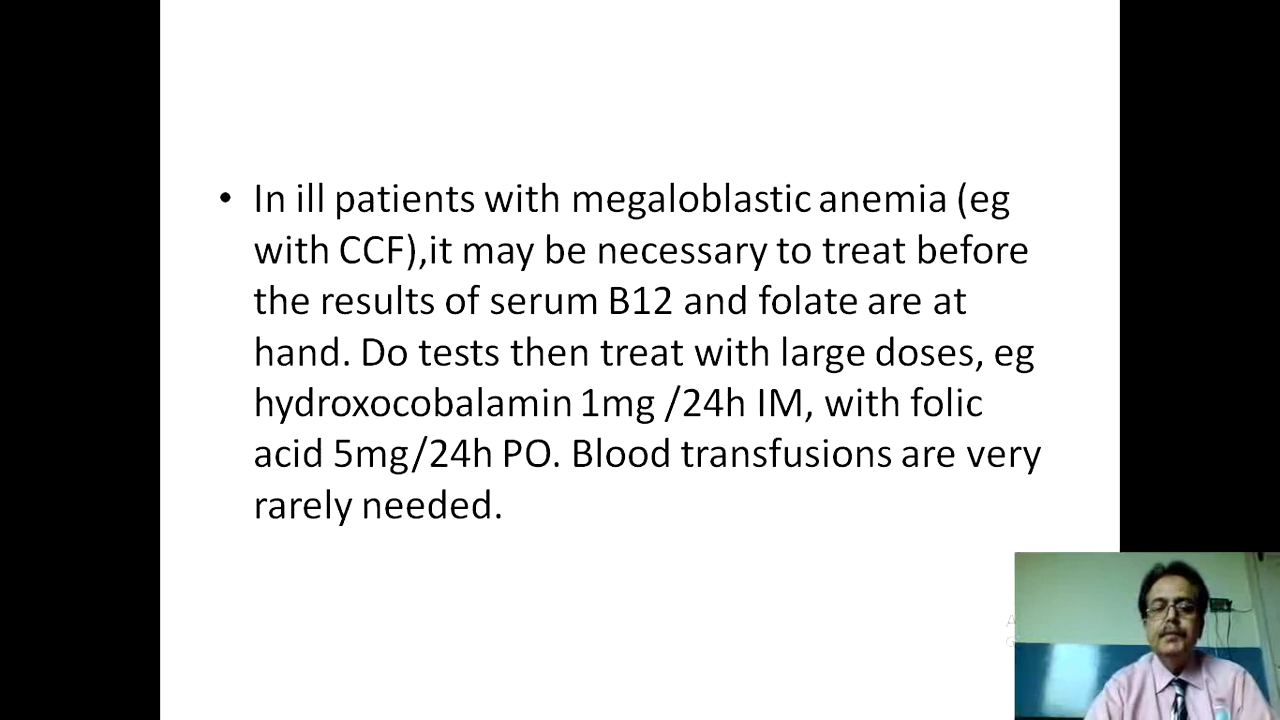 • In ill patients with megaloblastic anemia (eg
with CCF),it may be necessary to treat before
the results of serum B12 and folate are at
hand. Do tests then treat with large doses, eg
hydroxocobalamin 1mg /24h IM, with folic
acid 5mg/24h PO. Blood transfusions are very
rarely needed.